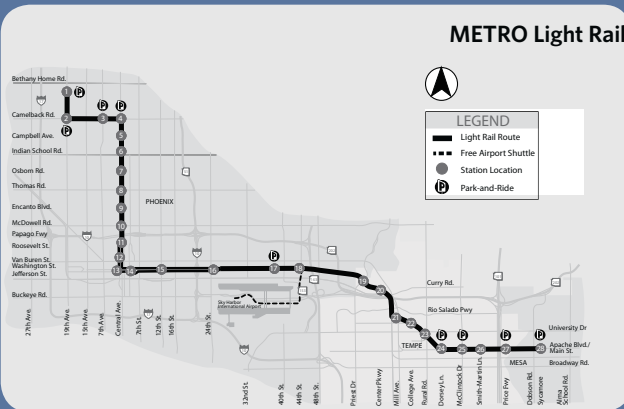 METRO Light Rail
Bethany Home Rd.
Camelback Rd.
Campbell Ave.
Indian School Rd.
Osborn Rd.
Thomas Rd.
Encanto Blvd.
McDowell Rd.
Papago Fwy
Roosevelt St.
Van Buren St.
Washington St.
Jefferson St.
Buckeye Rd.
PHOENIX
LEGEND
Light Rail Route
Free Airport Shuttle
Station Location
P Park-and-Ride
1 P
2 3 4
P P P
5
6
7
8
9
10
11
12
13 14 15 16 17 18
P
19
20
21
22
23
24 25 26 27 28
P P P P
Sky Harbor
International Airport
Curry Rd.
Rio Salado Pwy
University Dr
Apache Blvd./
Main St.
Broadway Rd.
TEMPE
MESA
27th Ave.
19th Ave.
15th Ave.
7th Ave.
Central Ave.
7th St.
12th St.
16th St.
24th St.
32nd St.
40th St.
44th St.
48th St.
Priest Dr
Center Pkwy
Mill Ave.
College Ave.
Rural Rd.
Dorsey Ln.
McClintock Dr.
Smith-Martin Ln.
Price Fwy
Dobson Rd.
Sycamore
Alma
School Rd.